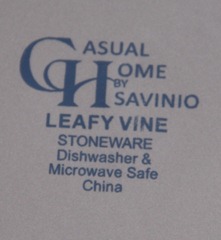 CASUAL
HOME
BY
SAVINIO
LEAFY VINE
STONEWARE
Dishwasher &
Microwave Safe
China